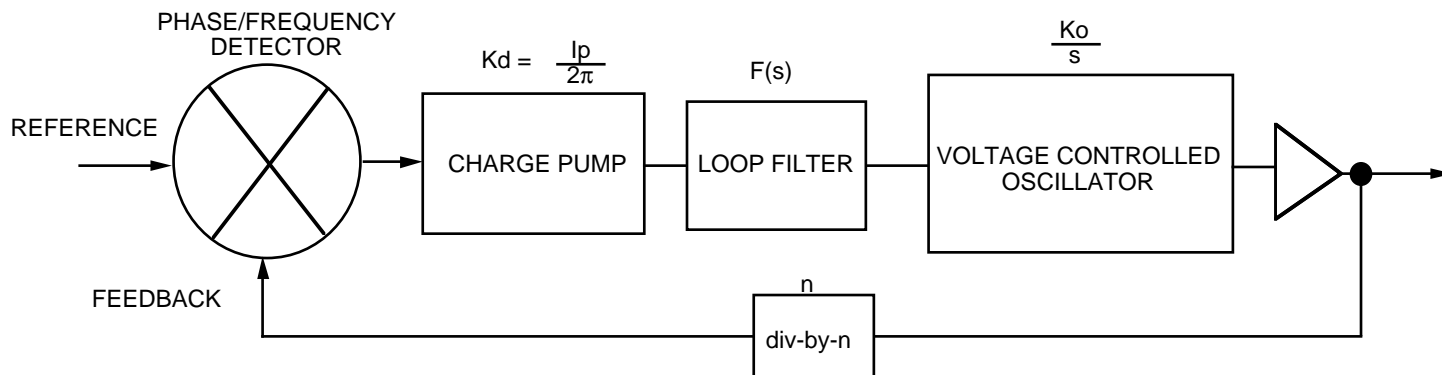 PHASE/FREQUENCY
DETECTOR
Kd = Ip
2π
F(s)
Ko
s
REFERENCE
CHARGE PUMP
LOOP FILTER
VOLTAGE CONTROLLED
OSCILLATOR
FEEDBACK
n
div-by-n